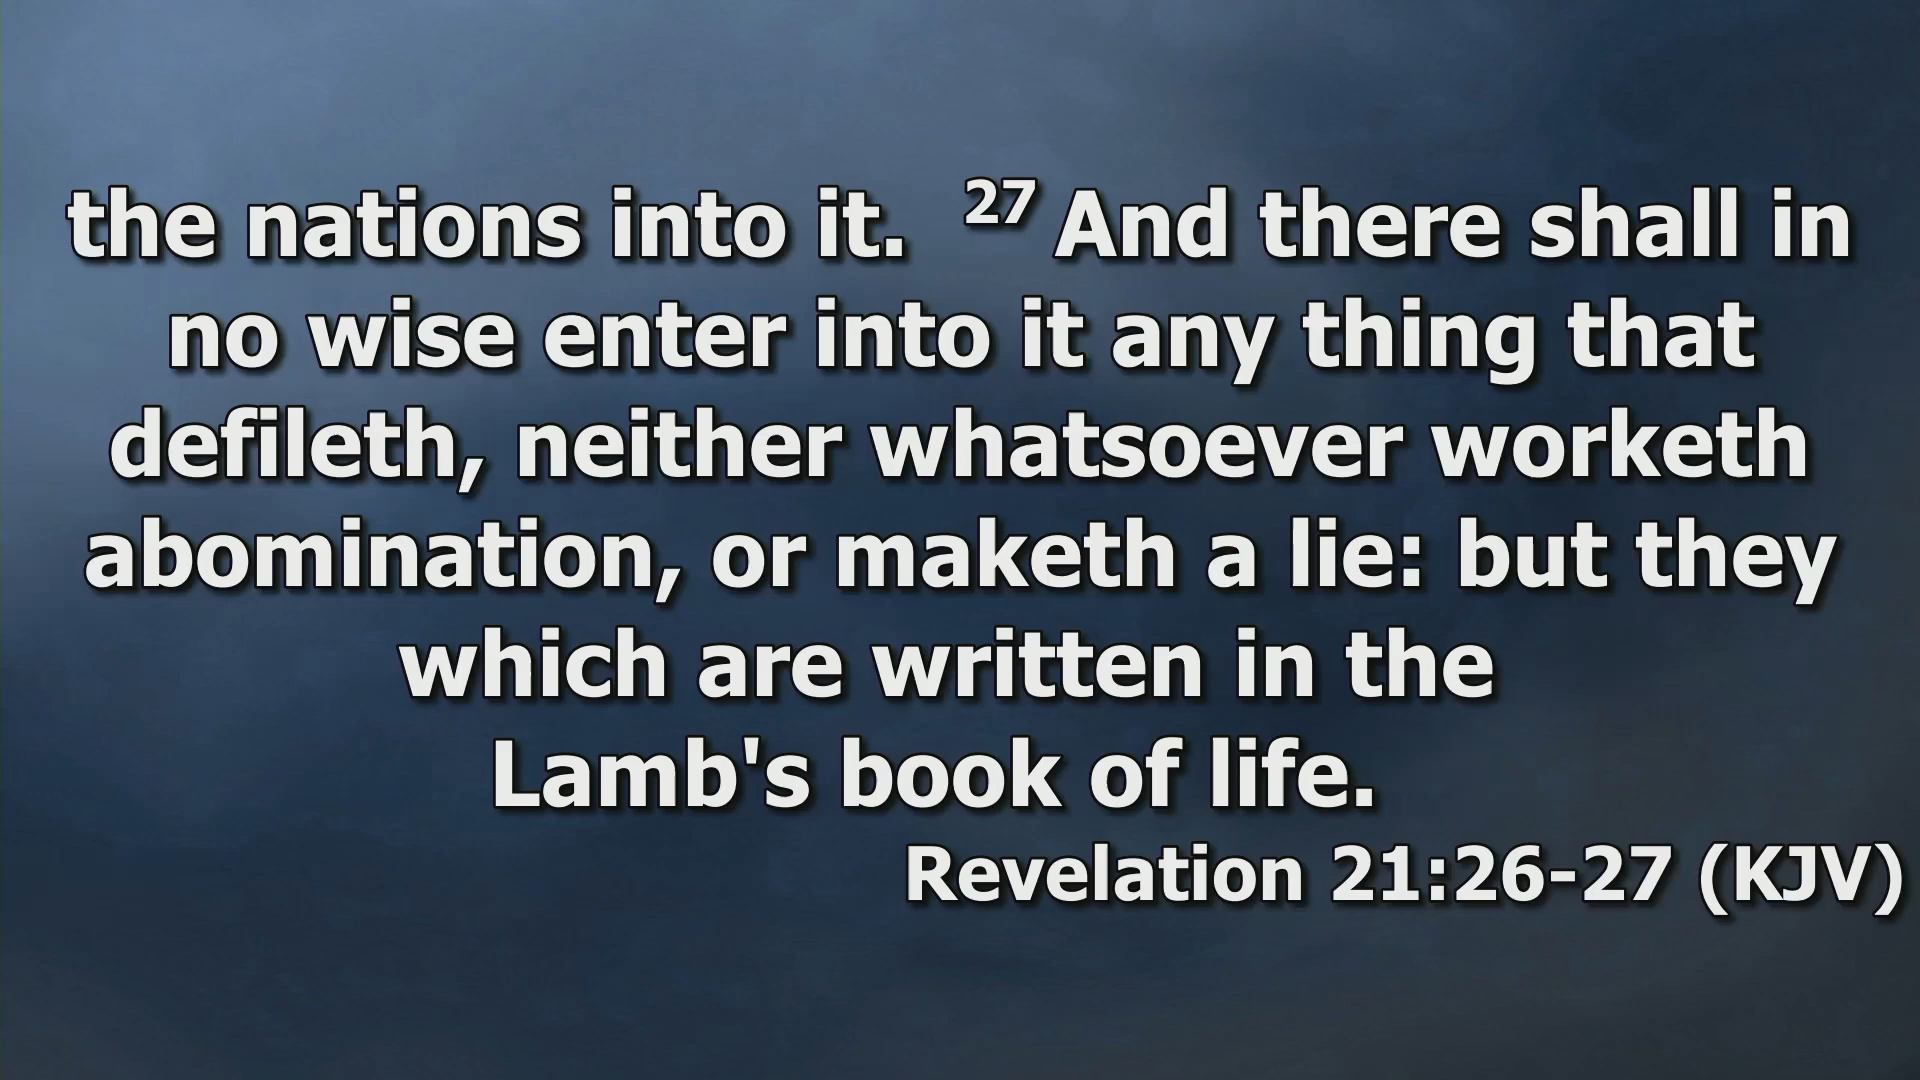 the nations into it. 27 And there shall in
no wise enter into it any thing that
defileth, neither whatsoever worketh
abomination, or maketh a lie: but they
which are written in the
Lamb's book of life.
Revelation 21:26-27 (KJV)